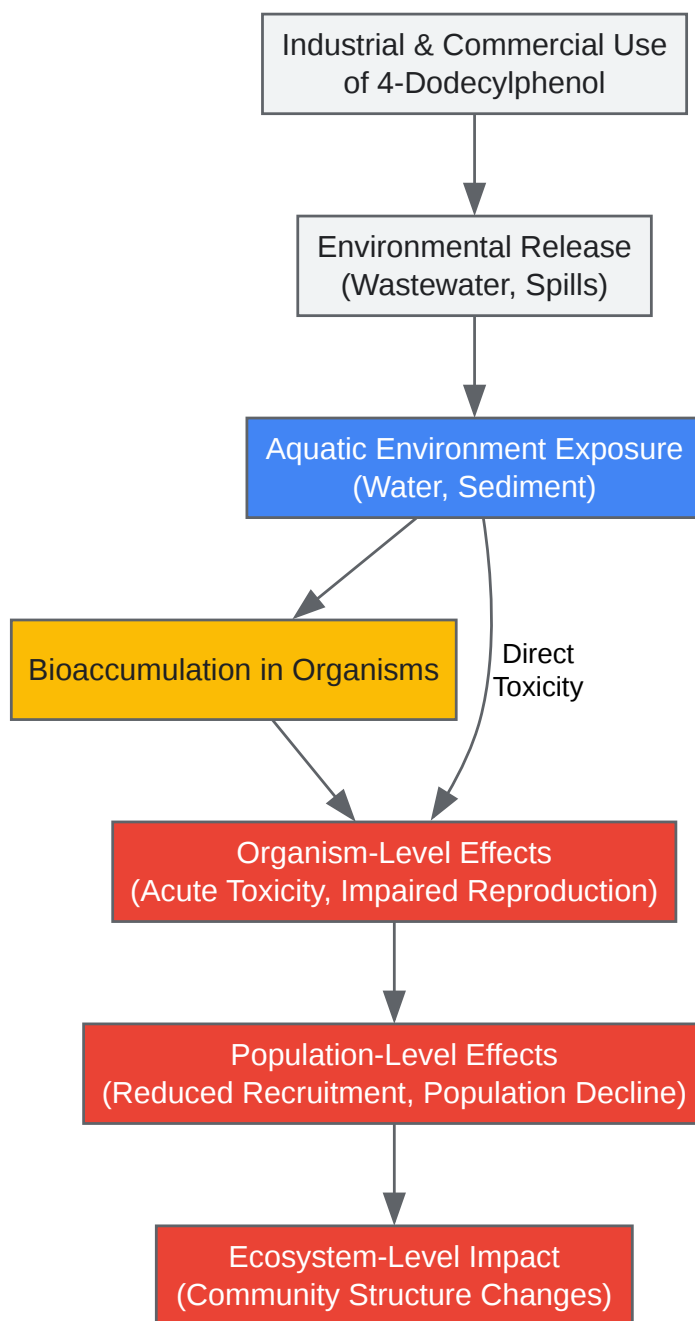 Industrial & Commercial Use
of 4-Dodecylphenol
Environmental Release
(Wastewater, Spills)
Aquatic Environment Exposure
(Water, Sediment)
Bioaccumulation in Organisms
Direct
Toxicity
Organism-Level Effects
(Acute Toxicity, Impaired Reproduction)
Population-Level Effects
(Reduced Recruitment, Population Decline)
Ecosystem-Level Impact
(Community Structure Changes)